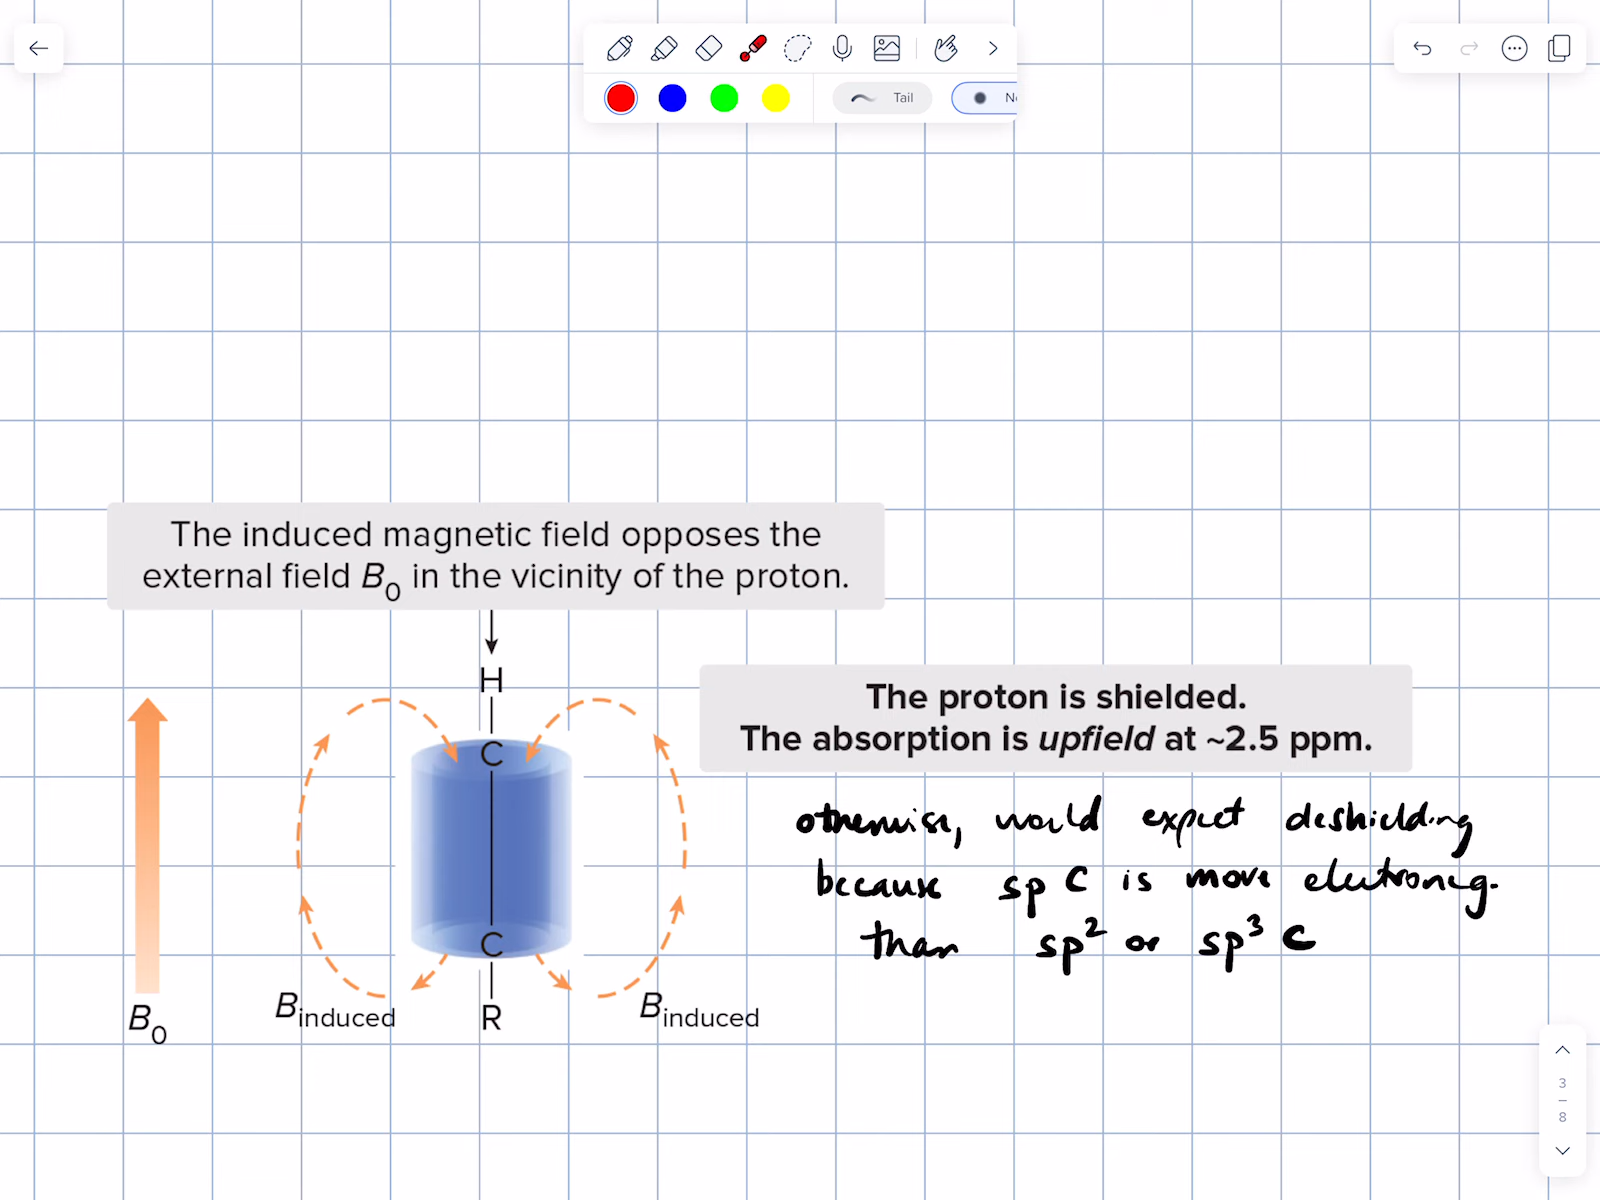 Tail
The induced magnetic field opposes the
external field B0 in the vicinity of the proton.
H
C
C
R
B0
Binduced
Binduced
The proton is shielded.
The absorption is upfield at ~2.5 ppm.
otherwise, would expect deshielding
because sp C is more electroneg.
than sp² or sp³ C
3
8